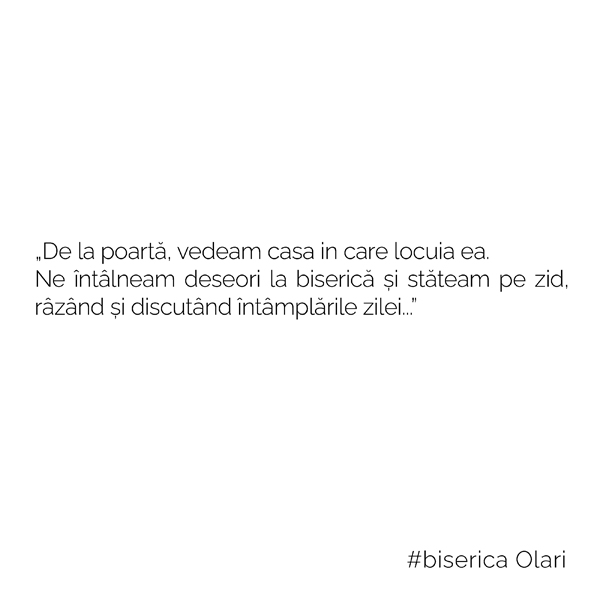 „De la poartă, vedeam casa in care locuia ea.
Ne întâlneam deseori la biserică și stăteam pe zid,
râzând și discutând întâmplările zilei...”
#biserica Olari